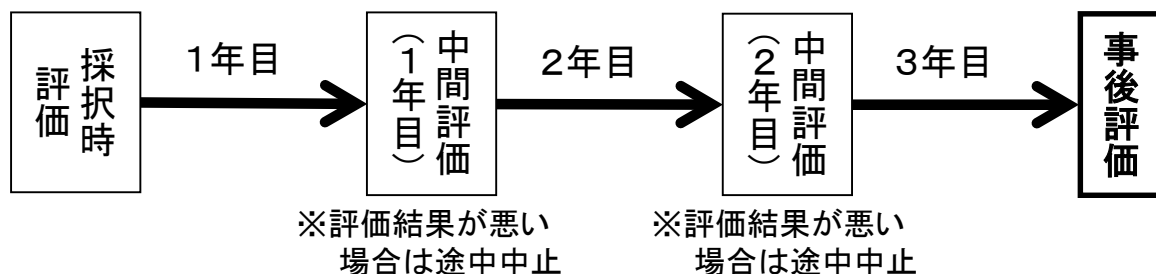 採択時
評価
１年目
中間評価
（１年目）
２年目
中間評価
（２年目）
３年目
事後評価
※評価結果が悪い
場合は途中中止
※評価結果が悪い
場合は途中中止